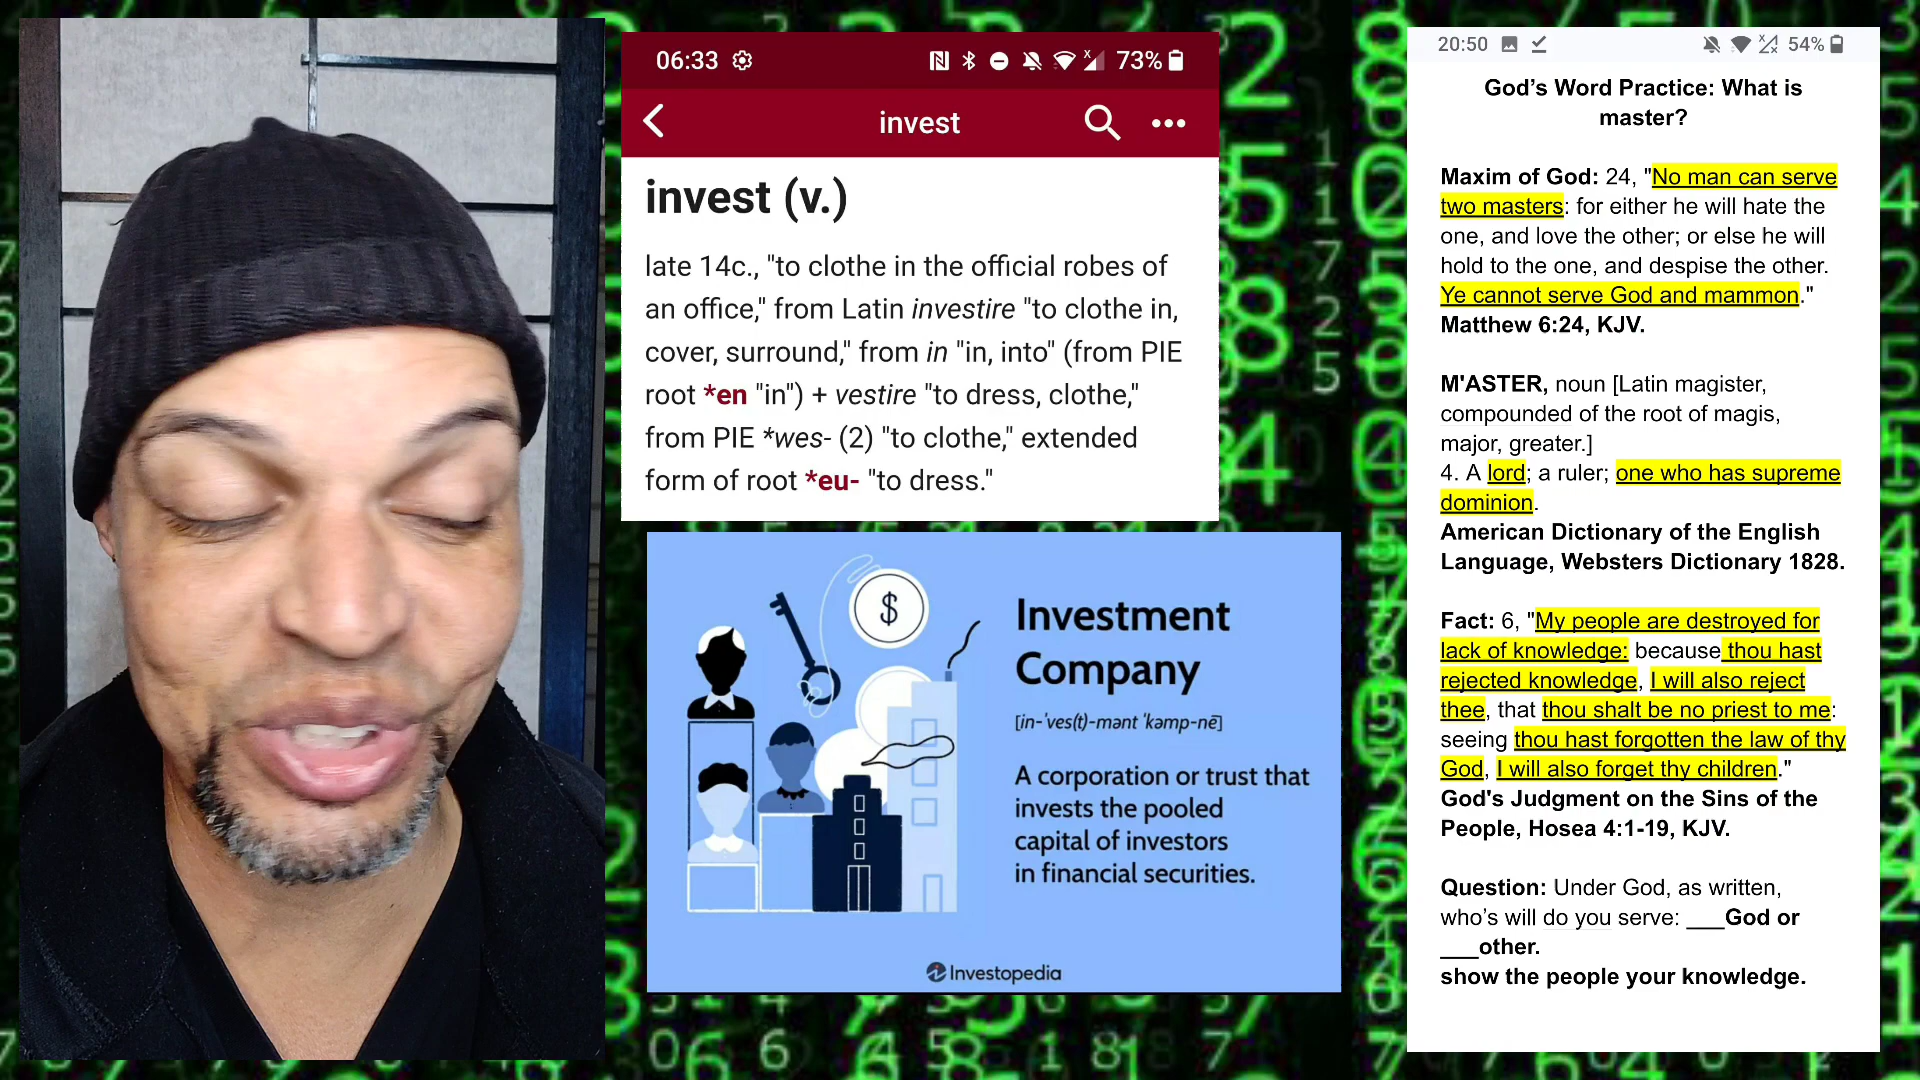 06:33
73%
invest
invest (v.)
late 14c., "to clothe in the official robes of
an office," from Latin investire "to clothe in,
cover, surround," from in "in, into" (from PIE
root *en "in") + vestire "to dress, clothe,"
from PIE *wes- (2) "to clothe," extended
form of root *eu- "to dress."
$
Investment
Company
[in-ˈves(t)-mənt ˈkəmp-nē]
A corporation or trust that
invests the pooled
capital of investors
in financial securities.
Investopedia
20:50
54%
God’s Word Practice: What is
master?
Maxim of God: 24, "No man can serve
two masters: for either he will hate the
one, and love the other; or else he will
hold to the one, and despise the other.
Ye cannot serve God and mammon."
Matthew 6:24, KJV.
M'ASTER, noun [Latin magister,
compounded of the root of magis,
major, greater.]
4. A lord; a ruler; one who has supreme
dominion.
American Dictionary of the English
Language, Websters Dictionary 1828.
Fact: 6, "My people are destroyed for
lack of knowledge: because thou hast
rejected knowledge, I will also reject
thee, that thou shalt be no priest to me:
seeing thou hast forgotten the law of thy
God, I will also forget thy children."
God's Judgment on the Sins of the
People, Hosea 4:1-19, KJV.
Question: Under God, as written,
who’s will do you serve: ___God or
___other.
show the people your knowledge.